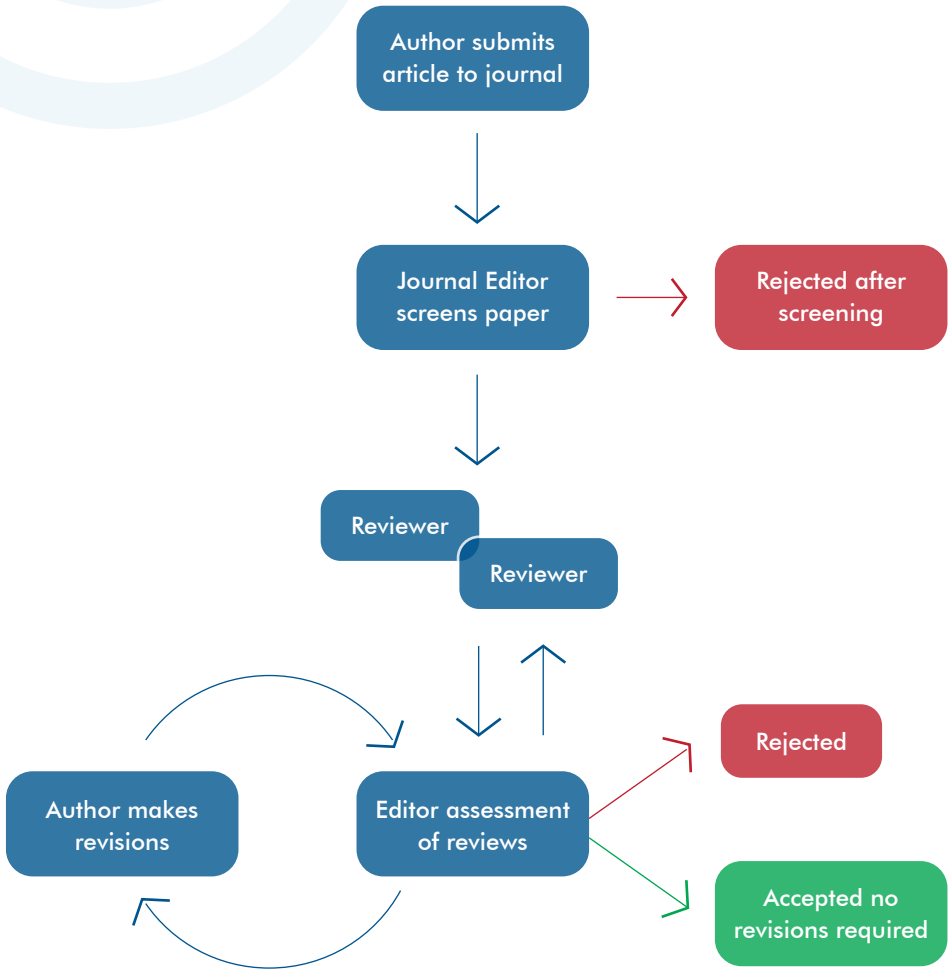 Author submits
article to journal
Journal Editor
screens paper
Rejected after
screening
Reviewer
Reviewer
Rejected
Author makes
revisions
Editor assessment
of reviews
Accepted no
revisions required